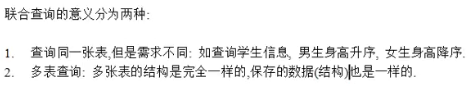 联合查询的意义分为两种:
1. 查询同一张表,但是需求不同: 如查询学生信息, 男生身高升序, 女生身高降序.
2. 多表查询: 多张表的结构是完全一样的,保存的数据(结构)也是一样的.